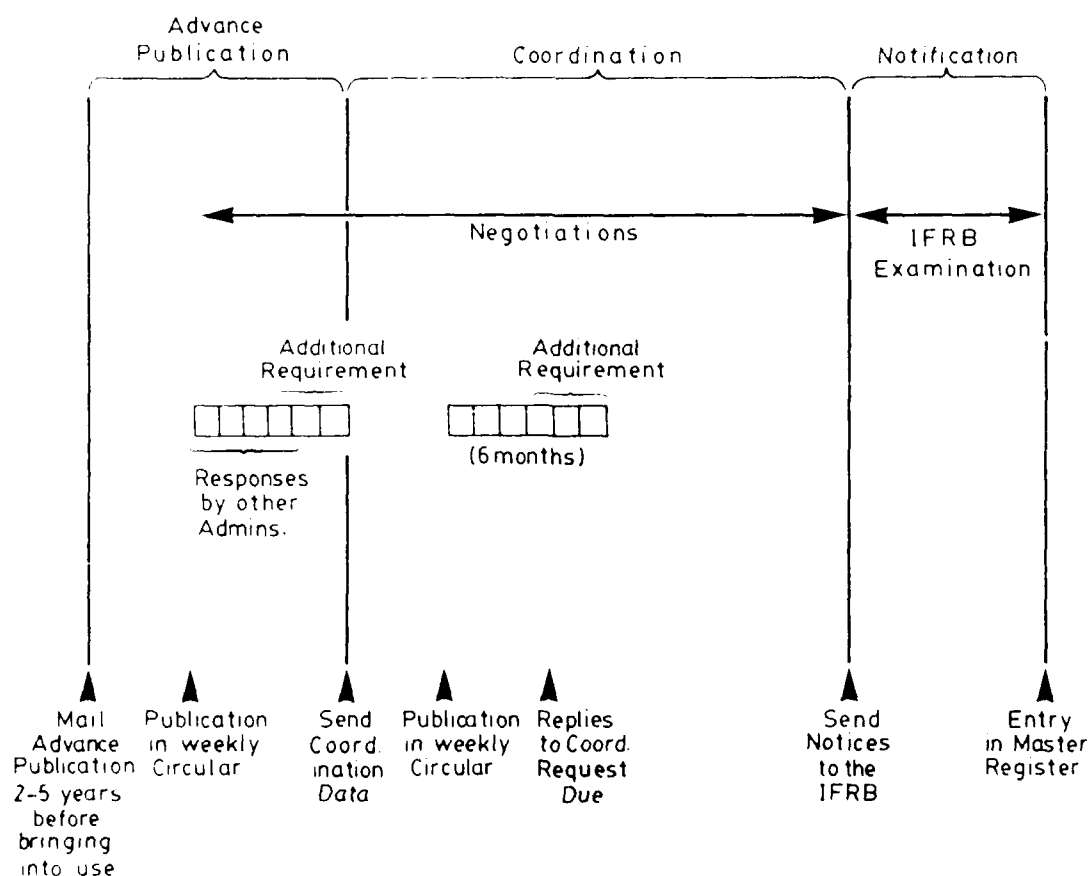 Advance
Publication
Coordination
Notification
Negotiations
IFRB
Examination
Additional
Requirement
Additional
Requirement
(6 months)
Responses
by other
Admins.
Mail
Advance
Publication
2-5 years
before
bringing
into use
Publication
in weekly
Circular
Send
Coord.
ination
Data
Publication
in weekly
Circular
Replies
to Coord.
Request
Due
Send
Notices
to the
IFRB
Entry
in Master
Register